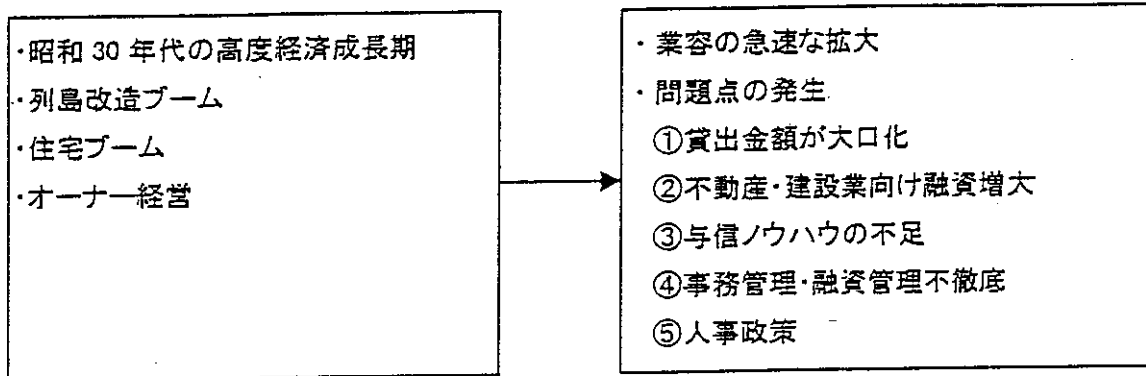 ・昭和 30 年代の高度経済成長期
・列島改造ブーム
・住宅ブーム
・オーナー経営
・業容の急速な拡大
・問題点の発生
①貸出金額が大口化
②不動産・建設業向け融資増大
③与信ノウハウの不足
④事務管理・融資管理不徹底
⑤人事政策